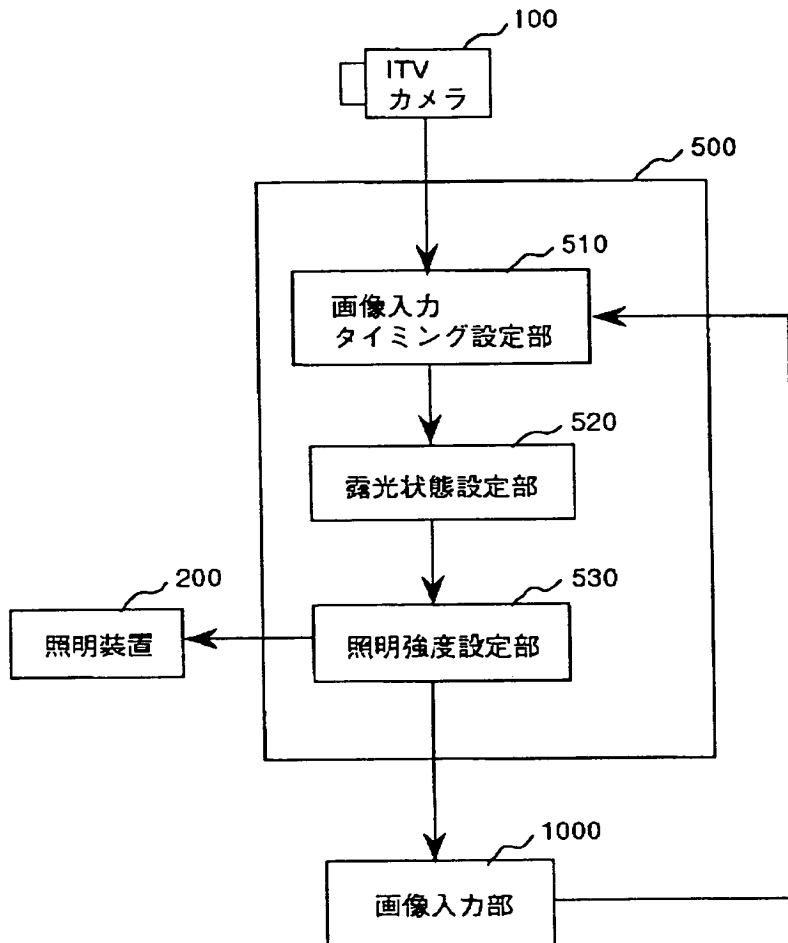 100
ITV
カメラ
500
510
画像入力
タイミング設定部
520
露光状態設定部
200
530
照明装置
照明強度設定部
1000
画像入力部